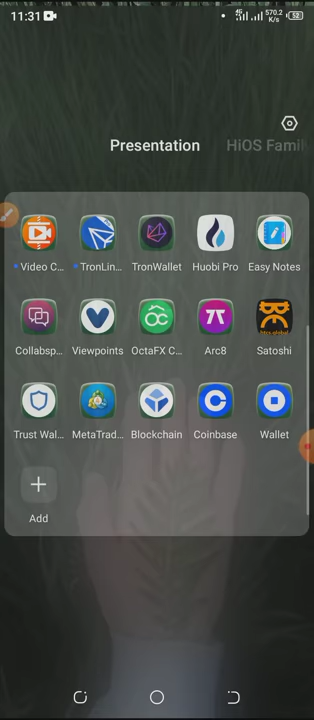 11:31
4G
570.2
K/s
52
Presentation
HiOS Famil
Video C...
TronLin...
TronWallet
Huobi Pro
Easy Notes
Collabsp...
Viewpoints
OctaFX C...
Arc8
Satoshi
Trust Wal...
MetaTrad...
Blockchain
Coinbase
Wallet
Add